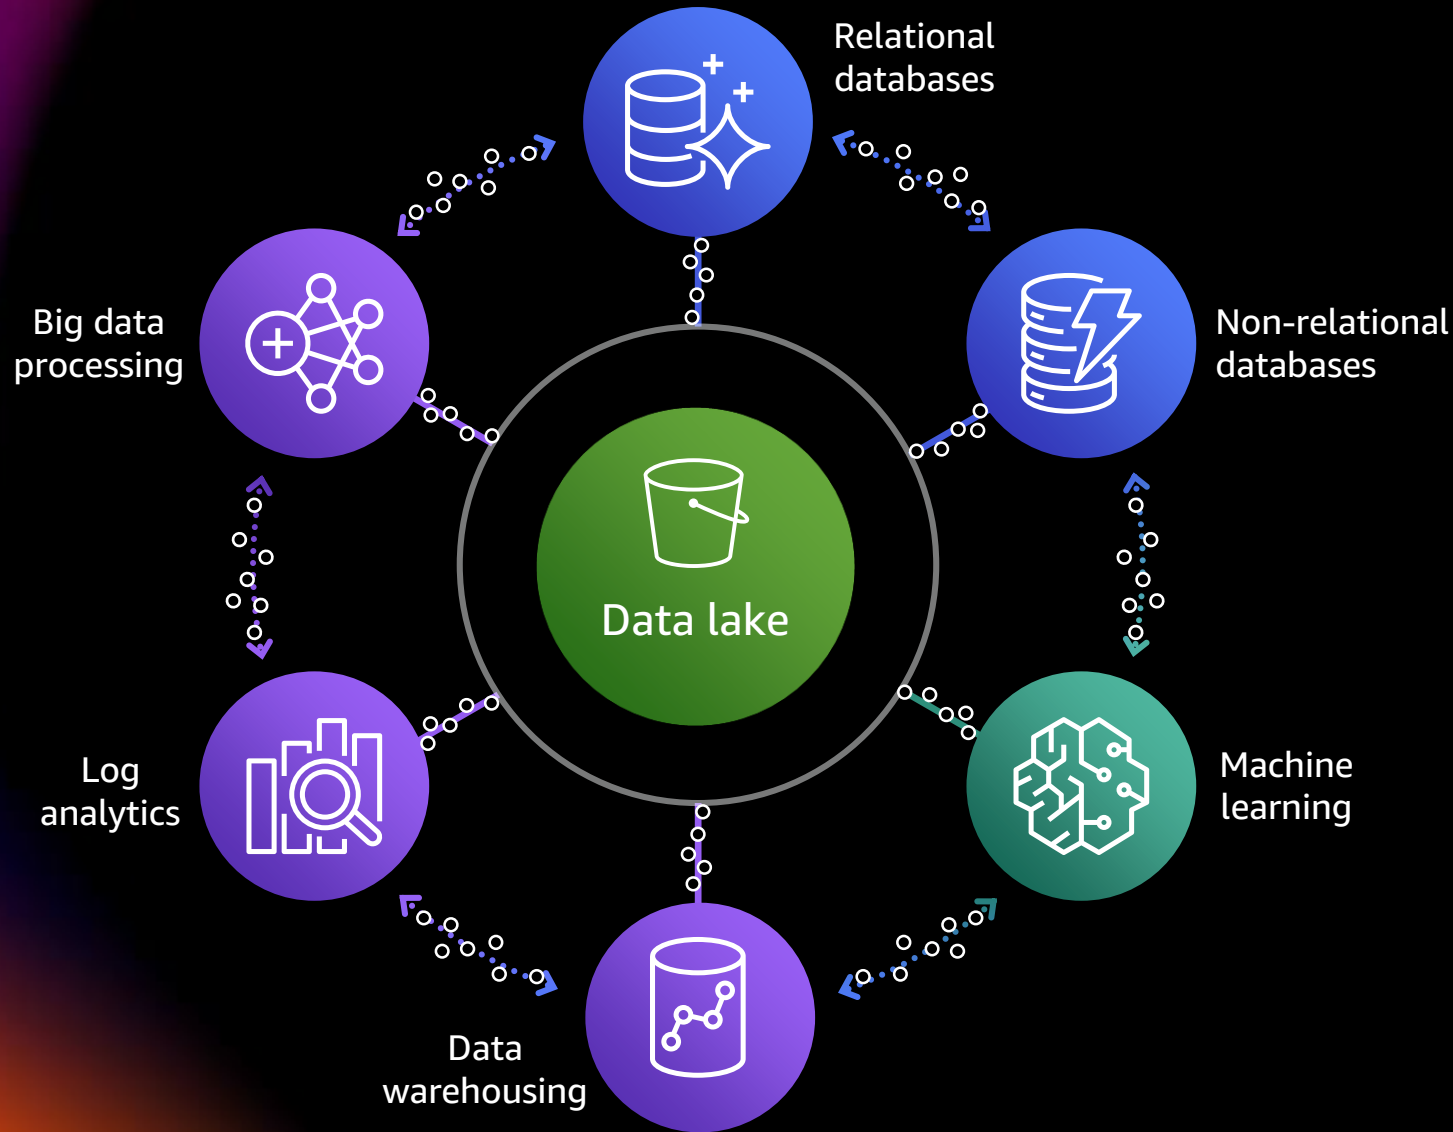 Relational
databases
Big data
processing
Non-relational
databases
Data lake
Log
analytics
Machine
learning
Data
warehousing